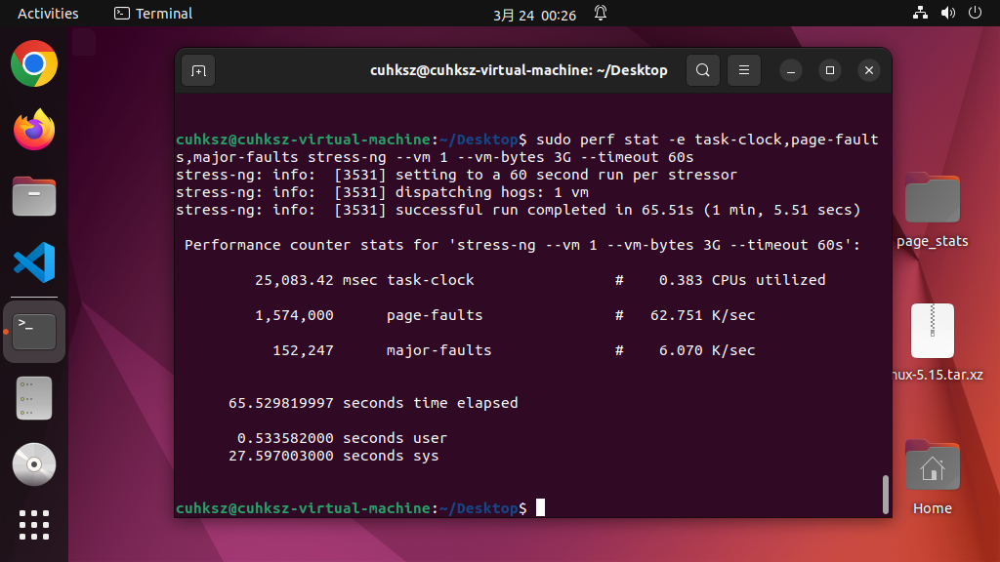 Activities
Terminal
3月 24 00:26
cuhksz@cuhksz-virtual-machine: ~/Desktop
cuhksz@cuhksz-virtual-machine:~/Desktop$ sudo perf stat -e task-clock,page-fault
s,major-faults stress-ng --vm 1 --vm-bytes 3G --timeout 60s
stress-ng: info:  [3531] setting to a 60 second run per stressor
stress-ng: info:  [3531] dispatching hogs: 1 vm
stress-ng: info:  [3531] successful run completed in 65.51s (1 min, 5.51 secs)
Performance counter stats for 'stress-ng --vm 1 --vm-bytes 3G --timeout 60s':
25,083.42 msec task-clock # 0.383 CPUs utilized
1,574,000 page-faults # 62.751 K/sec
152,247 major-faults # 6.070 K/sec
65.529819997 seconds time elapsed
0.533582000 seconds user
27.597003000 seconds sys
cuhksz@cuhksz-virtual-machine:~/Desktop$
page_stats
nux-5.15.tar.xz
Home